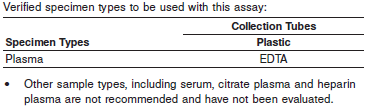 Verified specimen types to be used with this assay:
Collection Tubes
Specimen Types Plastic
Plasma EDTA
• Other sample types, including serum, citrate plasma and heparin
plasma are not recommended and have not been evaluated.